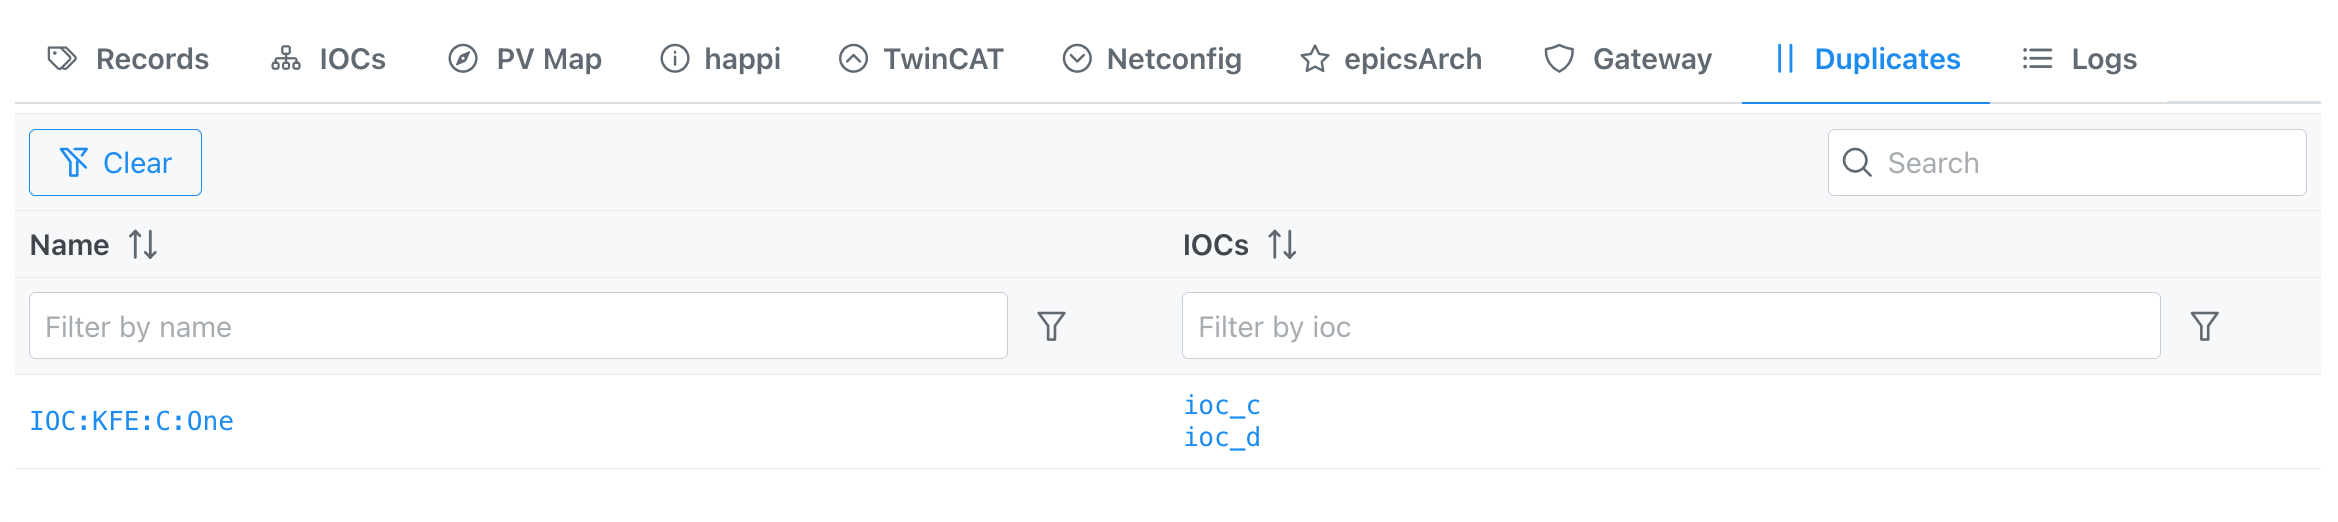 Records IOCs PV Map happi TwinCAT Netconfig epicsArch Gateway Duplicates Logs
Clear Search
Name IOCs
Filter by name Filter by ioc
IOC:KFE:C:One
ioc_c
ioc_d